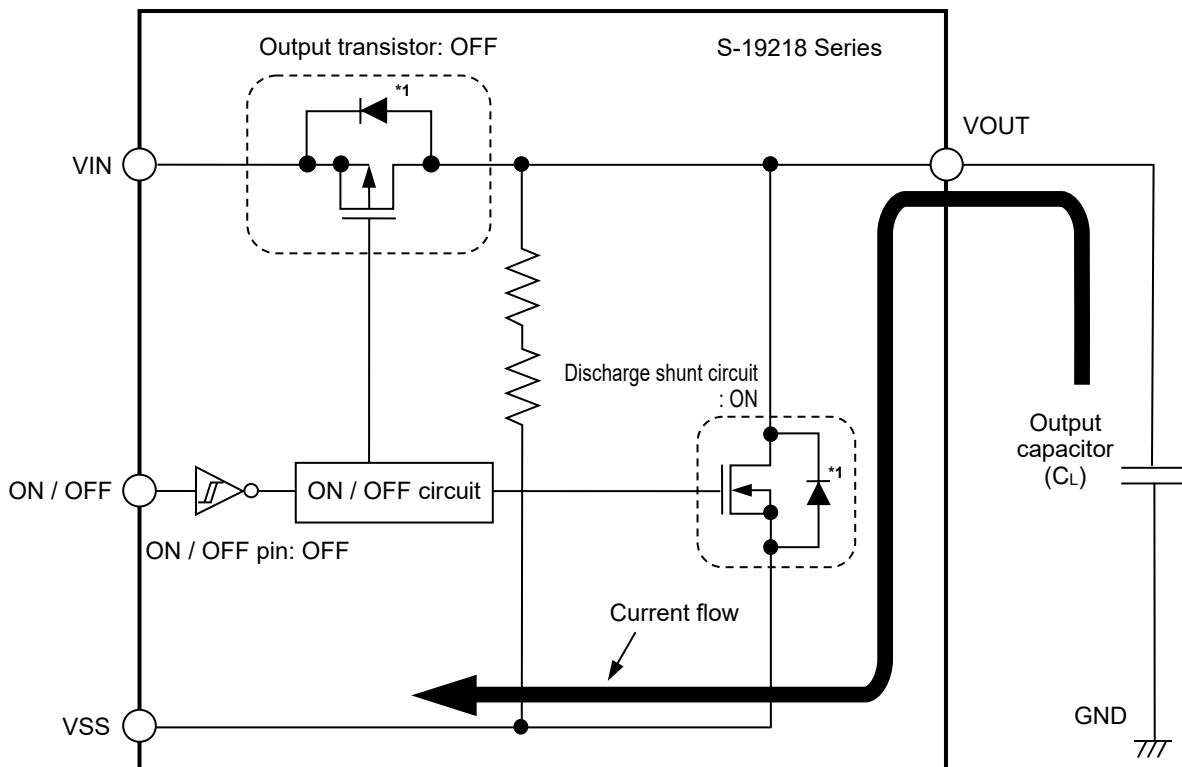 Output transistor: OFF
S-19218 Series
*1
VOUT
VIN
Discharge shunt circuit
: ON
Output
capacitor
(CL)
*1
ON / OFF
ON / OFF circuit
ON / OFF pin: OFF
Current flow
GND
VSS